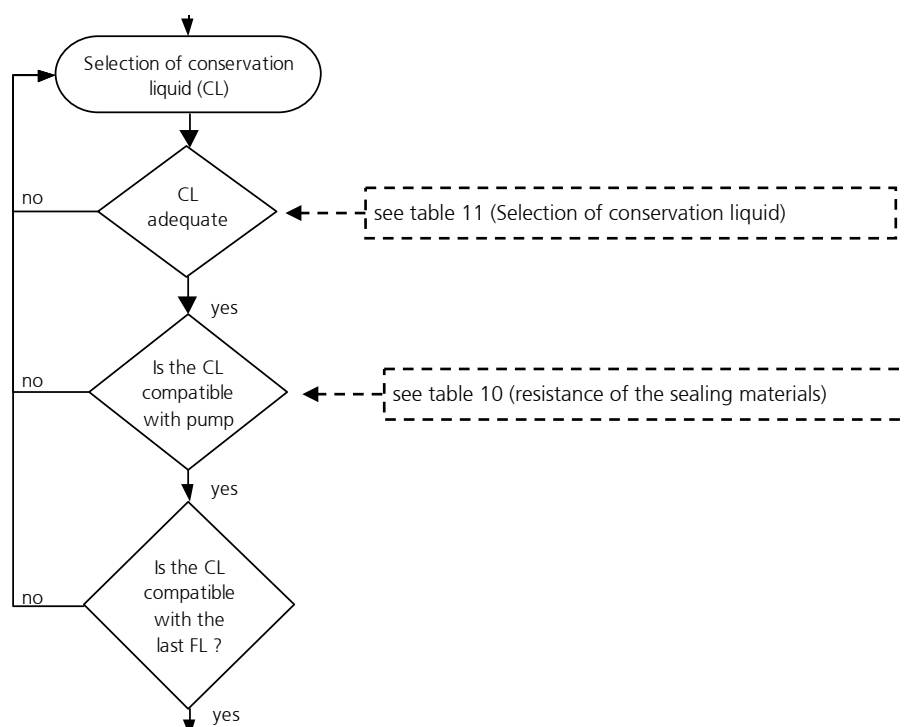 Selection of conservation
liquid (CL)
no
CL
adequate
see table 11 (Selection of conservation liquid)
yes
no
Is the CL
compatible
with pump
see table 10 (resistance of the sealing materials)
yes
no
Is the CL
compatible
with the
last FL ?
yes